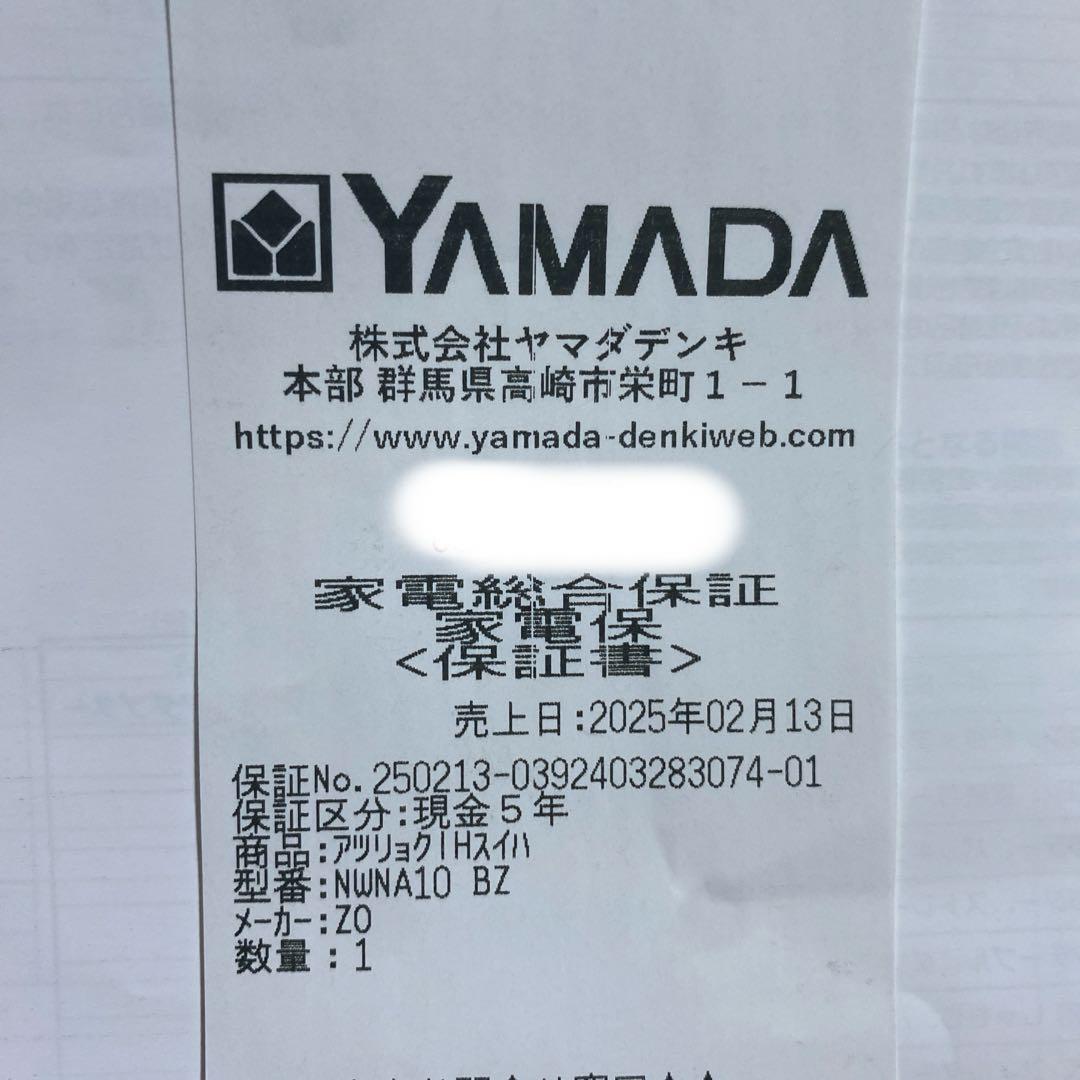 YAMADA
株式会社ヤマダデンキ
本部 群馬県高崎市栄町1-1
https://www.yamada-denkiweb.com
家電総合保証
家電保
<保証書>
売上日:2025年02月13日
保証No.250213-0392403283074-01
保証区分:現金5年
商品:アツリョクIHスイハ
型番:NWNA10 BZ
メーカー:ZO
数量:1